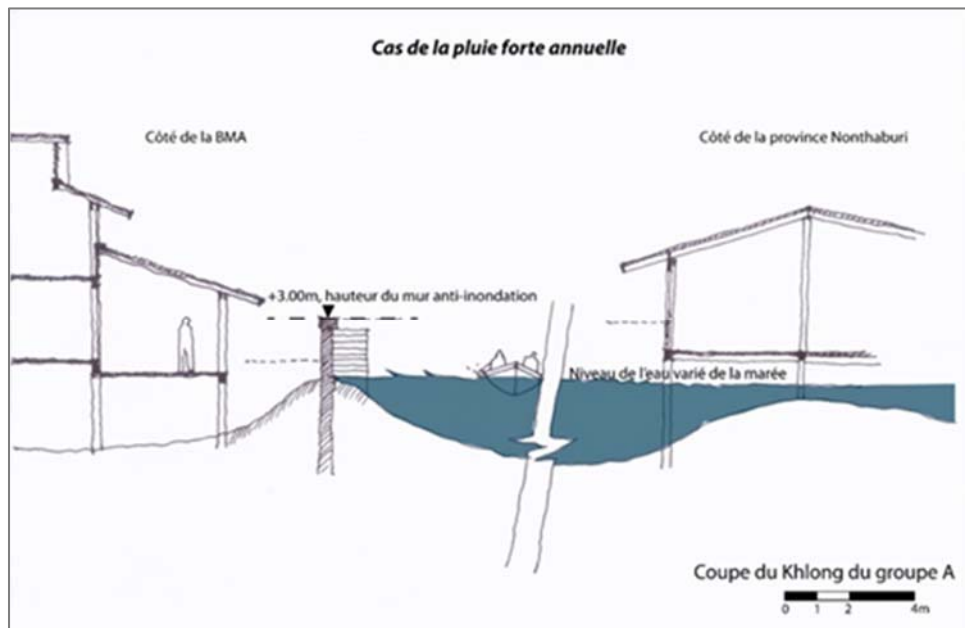 Cas de la pluie forte annuelle
Côté de la BMA
Côté de la province Nonthaburi
+3.00m, hauteur du mur anti-inondation
Niveau de l'eau varié de la marée
Coupe du Khlong du groupe A
0 1 2 4m